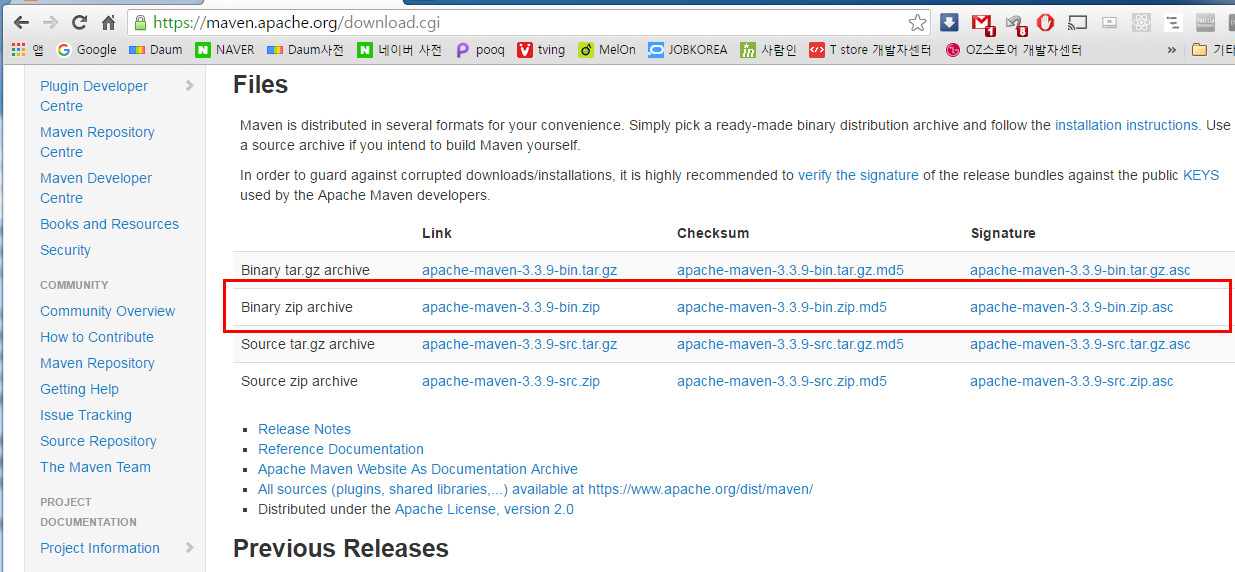 https://maven.apache.org/download.cgi
1
8
앱 Google Daum NAVER Daum사전 네이버 사전 pooq tving MelOn JOBKOREA 사람인 T store 개발자센터 OZ스토어 개발자센터 » 기타
Plugin Developer
Centre
Maven Repository
Centre
Maven Developer
Centre
Books and Resources
Security
COMMUNITY
Community Overview
How to Contribute
Maven Repository
Getting Help
Issue Tracking
Source Repository
The Maven Team
PROJECT
DOCUMENTATION
Project Information
Files
Maven is distributed in several formats for your convenience. Simply pick a ready-made binary distribution archive and follow the installation instructions. Use
a source archive if you intend to build Maven yourself.
In order to guard against corrupted downloads/installations, it is highly recommended to verify the signature of the release bundles against the public KEYS
used by the Apache Maven developers.
Link Checksum Signature
Binary tar.gz archive apache-maven-3.3.9-bin.tar.gz apache-maven-3.3.9-bin.tar.gz.md5 apache-maven-3.3.9-bin.tar.gz.asc
Binary zip archive apache-maven-3.3.9-bin.zip apache-maven-3.3.9-bin.zip.md5 apache-maven-3.3.9-bin.zip.asc
Source tar.gz archive apache-maven-3.3.9-src.tar.gz apache-maven-3.3.9-src.tar.gz.md5 apache-maven-3.3.9-src.tar.gz.asc
Source zip archive apache-maven-3.3.9-src.zip apache-maven-3.3.9-src.zip.md5 apache-maven-3.3.9-src.zip.asc
Release Notes
Reference Documentation
Apache Maven Website As Documentation Archive
All sources (plugins, shared libraries,...) available at https://www.apache.org/dist/maven/
Distributed under the Apache License, version 2.0
Previous Releases